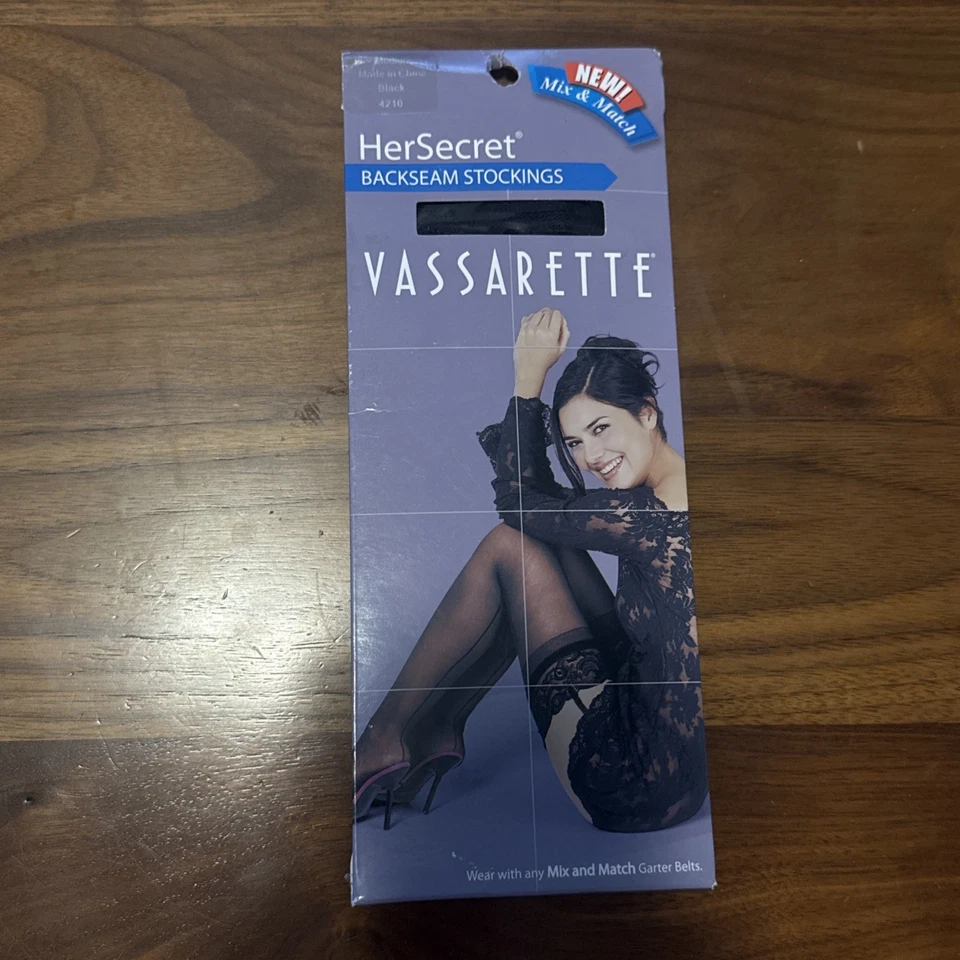 Made in China
Black
4210
NEW!
Mix & Match
HerSecret®
BACKSEAM STOCKINGS
VASSARETTE®
Wear with any Mix and Match Garter Belts.